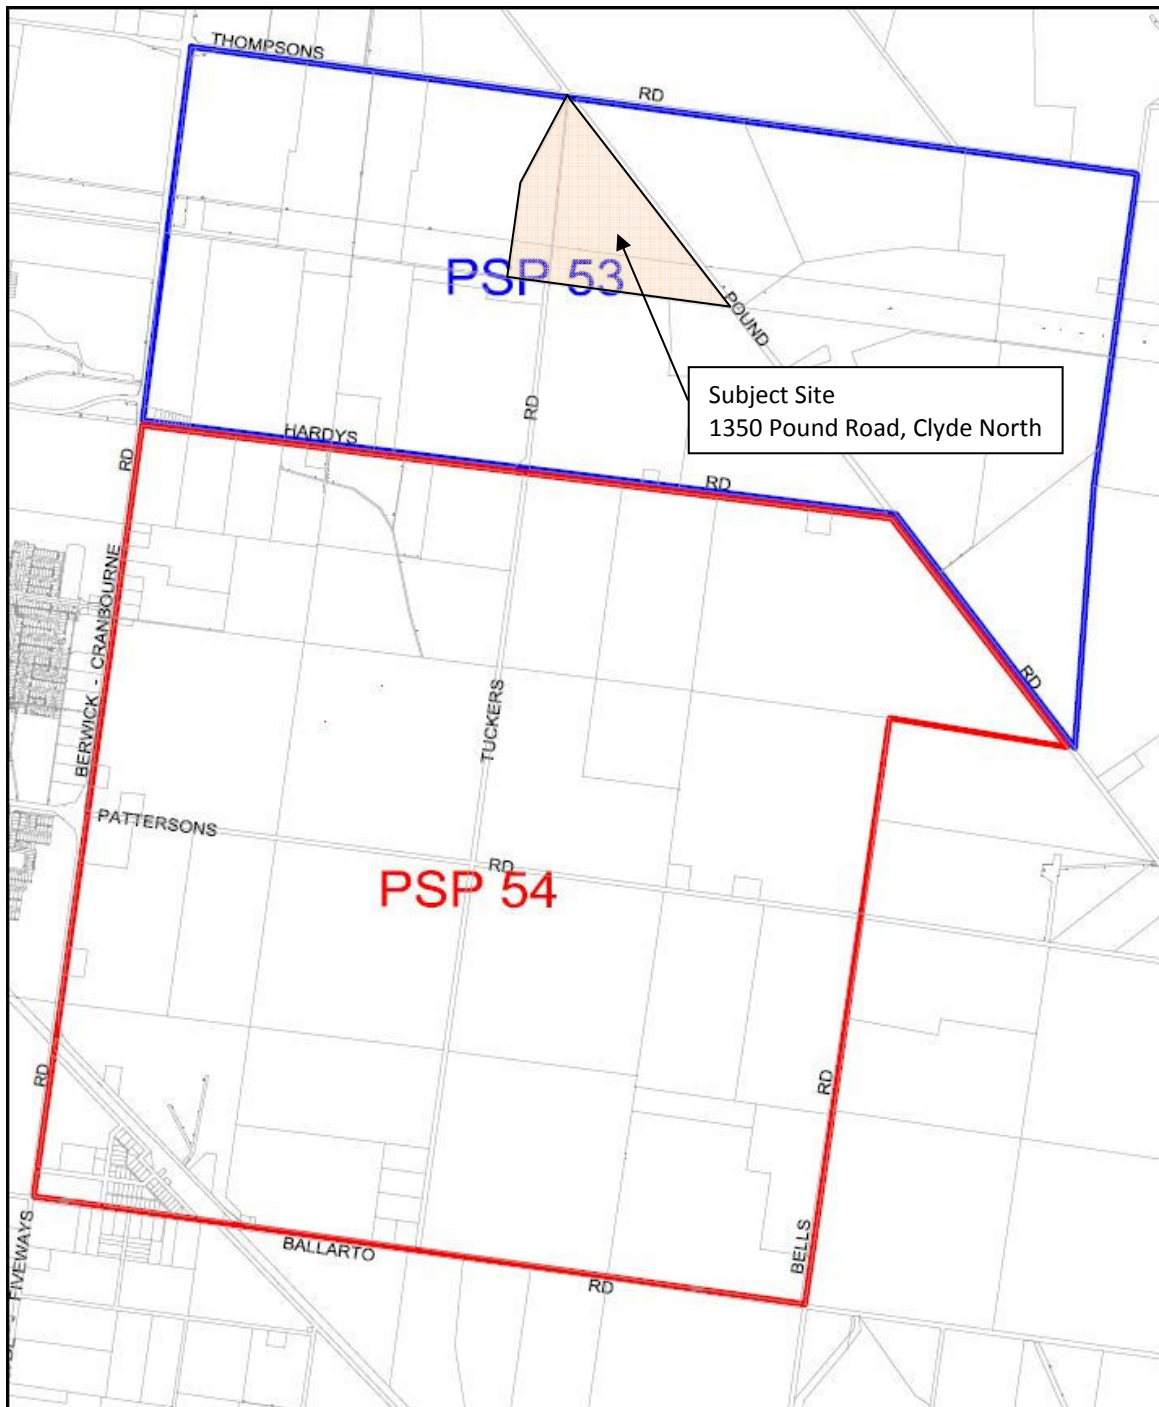 THOMPSONS
RD
PSP 53
POUND
Subject Site
1350 Pound Road, Clyde North
RD
HARDYS
RD
RD
BERWICK - CRANBOURNE
RD
TUCKERS
PATTERSONS
RD
PSP 54
RD
RD
BELLS
BALLARTO
RD
FIVEWAYS